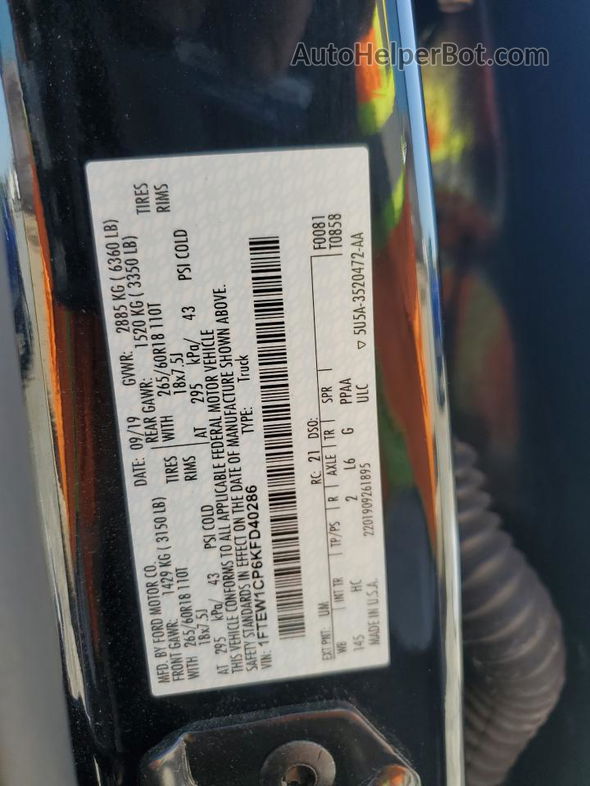 AutoHelperBot.com
MFD. BY FORD MOTOR CO. DATE: 09/19 GVWR: 2885 KG ( 6360 LB)
FRONT GAWR: 1429 KG ( 3150 LB) REAR GAWR: 1520 KG ( 3350 LB)
WITH 265/60R18 110T TIRES WITH 265/60R18 110T TIRES
18x7.5J RIMS 18x7.5J RIMS
AT 295 kPa/ 43 PSI COLD AT 295 kPa/ 43 PSI COLD
THIS VEHICLE CONFORMS TO ALL APPLICABLE FEDERAL MOTOR VEHICLE
SAFETY STANDARDS IN EFFECT ON THE DATE OF MANUFACTURE SHOWN ABOVE.
1FTEW1CP6KFD40286 TYPE: Truck
F0081
EXT PNT: UM RC: 21 DSO: T0858
WB INT TR TP/PS R AXLE TR SPR
145 HC 2 L6 G PPAA
MADE IN U.S.A. 2201909261895 ULC ▽ 5U5A-3520472-AA